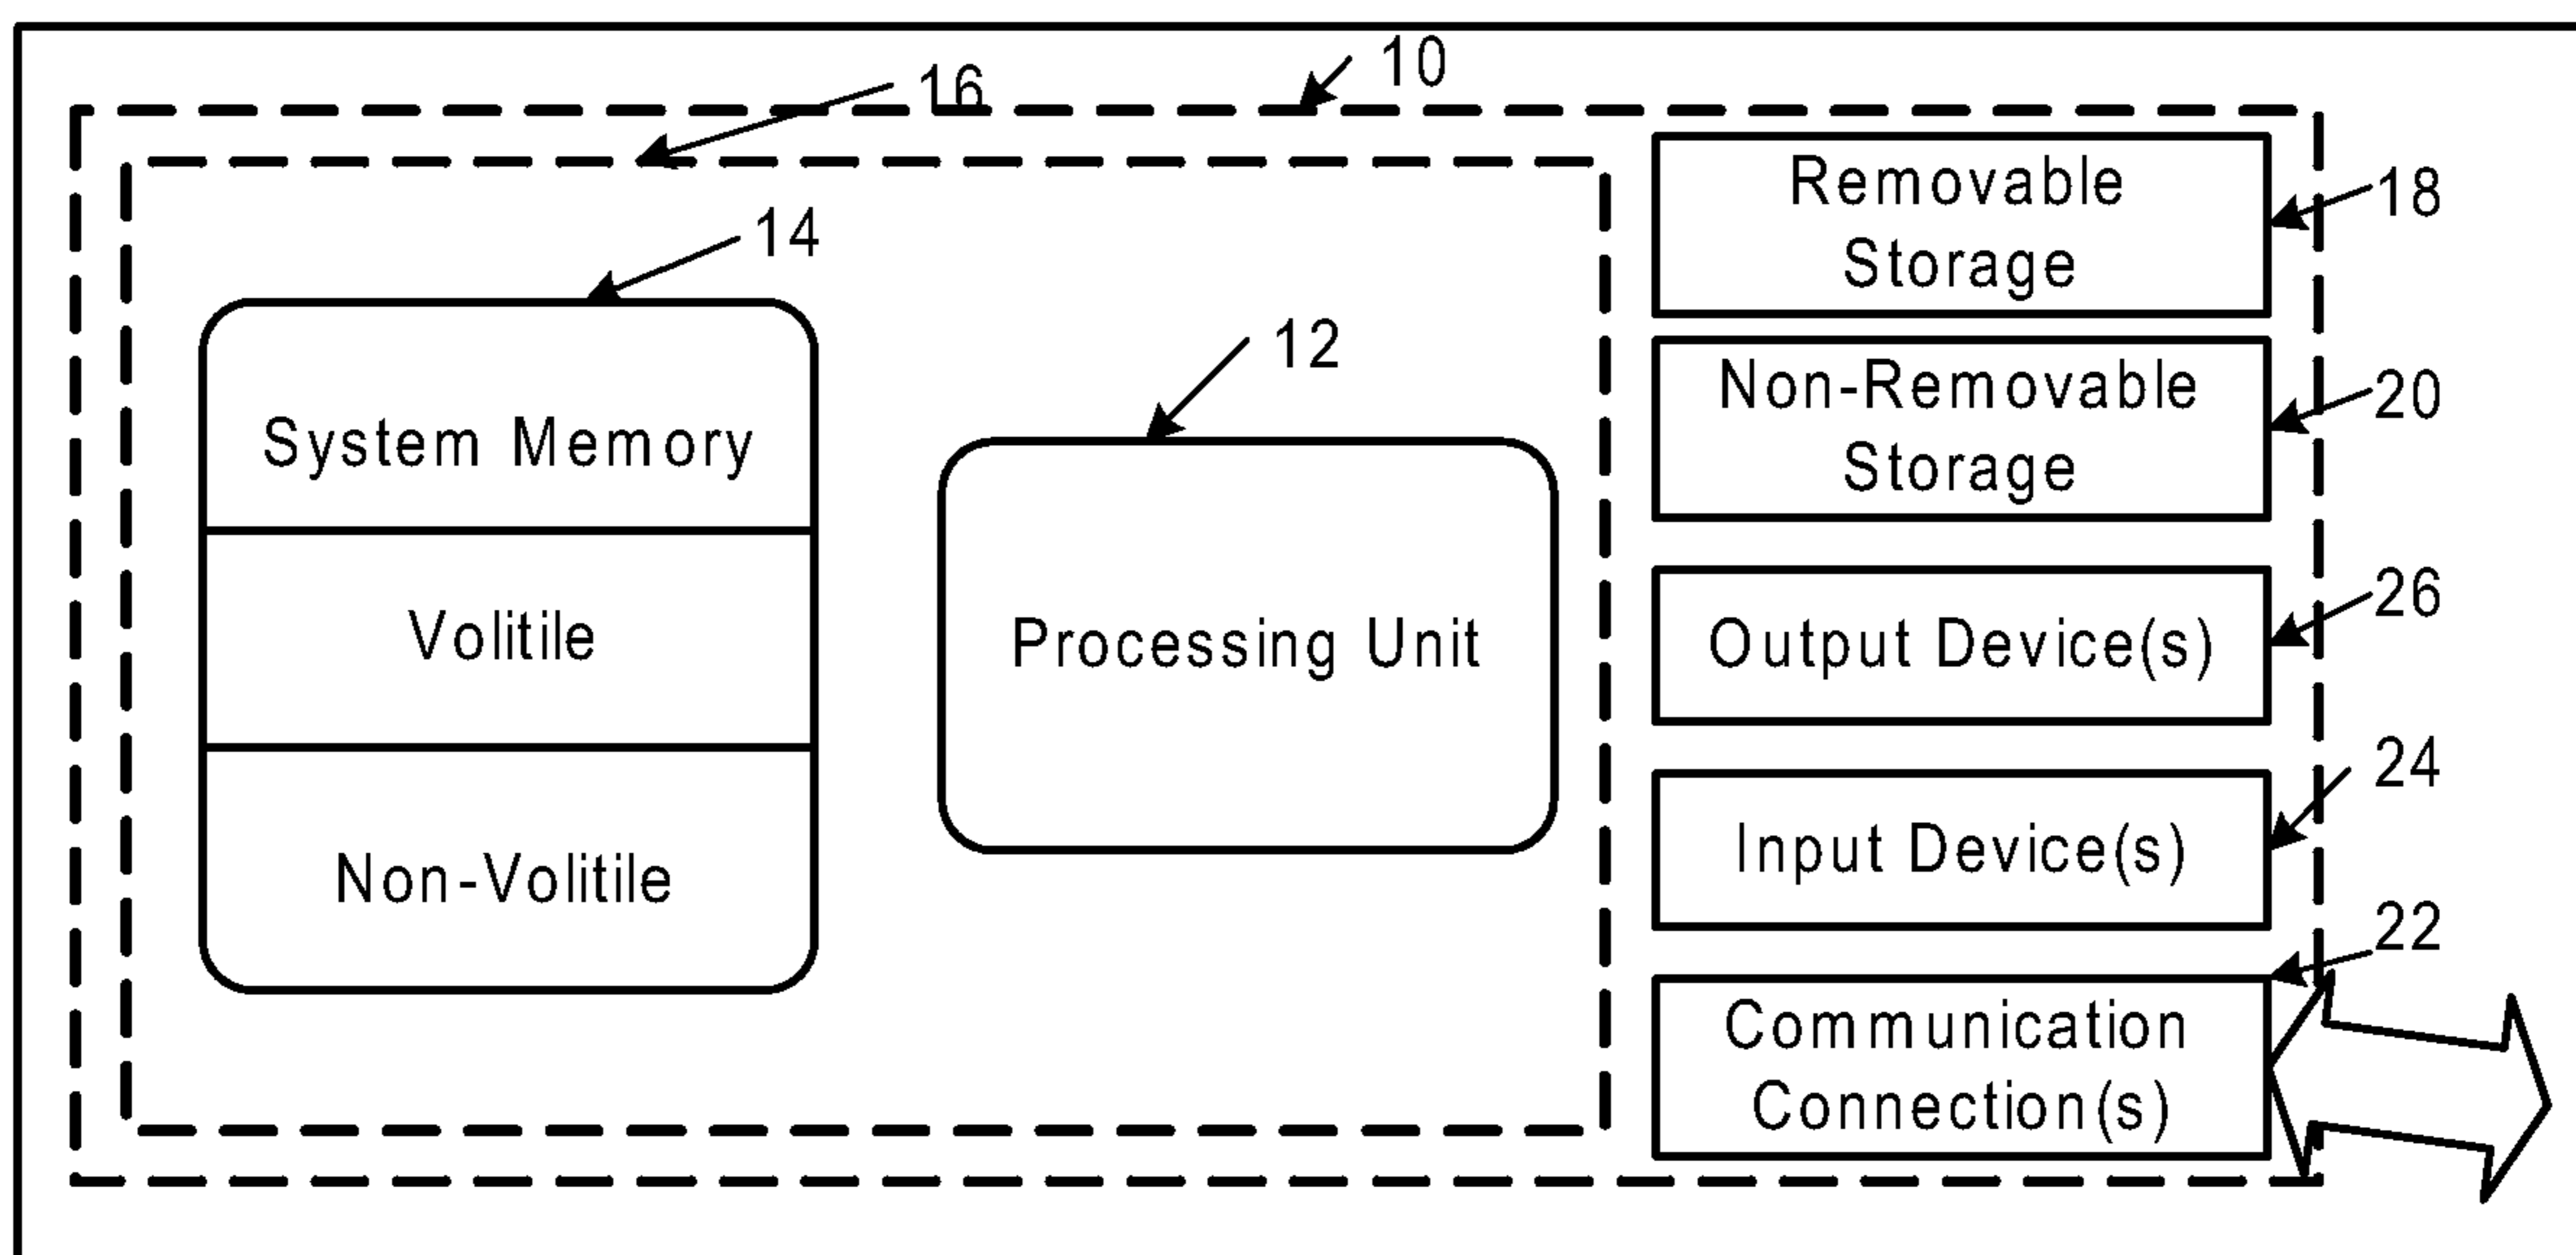 10
16
Removable
Storage
18
14
12
Non-Removable
Storage
20
System Memory
Volitile
Non-Volitile
Processing Unit
Output Device(s)
26
Input Device(s)
24
22
Communication
Connection(s)